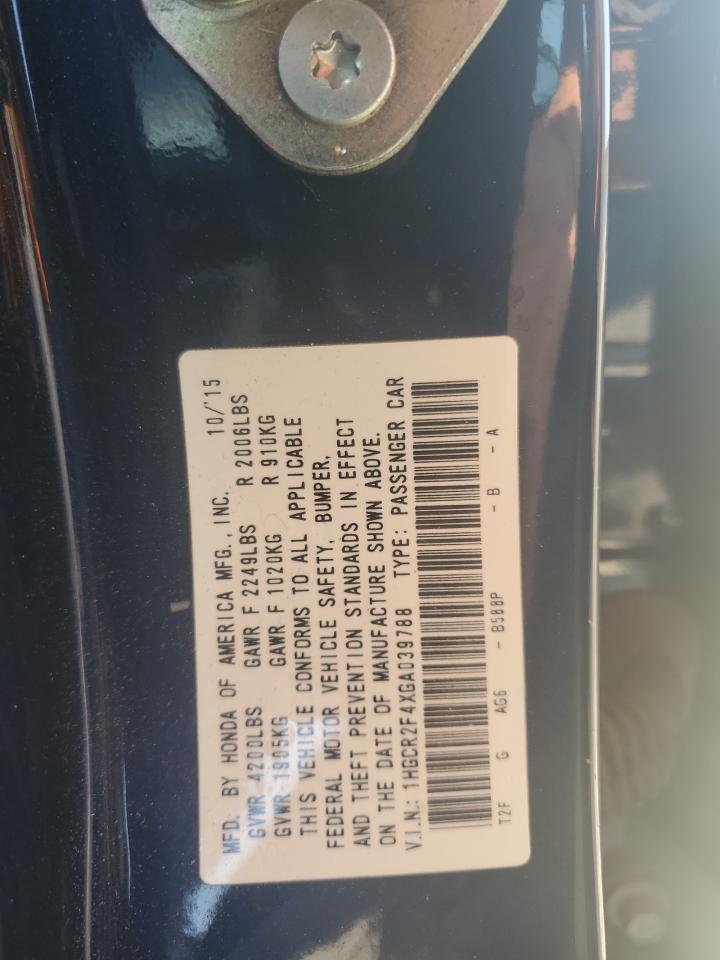 MFD. BY HONDA OF AMERICA MFG., INC. 10/'15
GVWR 4200LBS GAWR F 2249LBS R 2006LBS
GVWR 1905KG GAWR F 1020KG R 910KG
THIS VEHICLE CONFORMS TO ALL APPLICABLE
FEDERAL MOTOR VEHICLE SAFETY, BUMPER,
AND THEFT PREVENTION STANDARDS IN EFFECT
ON THE DATE OF MANUFACTURE SHOWN ABOVE.
V.I.N.: 1HGCR2F4XGA039788 TYPE: PASSENGER CAR
T2F G AG6 - B588P - B - A